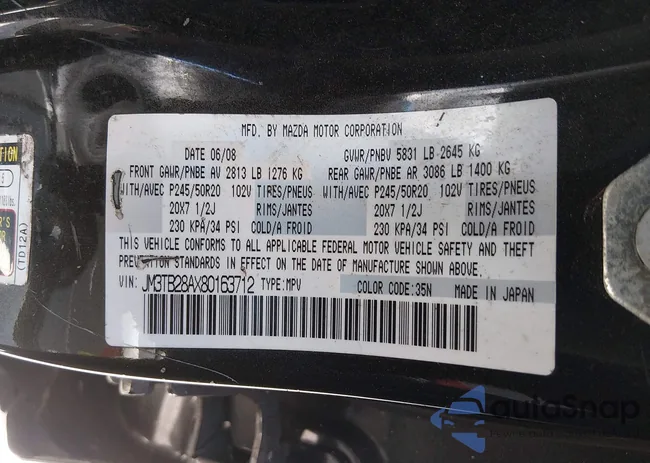 MFD. BY MAZDA MOTOR CORPORATION
DATE 06/08 GVWR/PNBV 5831 LB 2645 KG
FRONT GAWR/PNBE AV 2813 LB 1276 KG REAR GAWR/PNBE AR 3086 LB 1400 KG
WITH/AVEC P245/50R20 102V TIRES/PNEUS WITH/AVEC P245/50R20 102V TIRES/PNEUS
20X7 1/2J RIMS/JANTES 20X7 1/2J RIMS/JANTES
230 KPA/34 PSI COLD/A FROID 230 KPA/34 PSI COLD/A FROID
THIS VEHICLE CONFORMS TO ALL APPLICABLE FEDERAL MOTOR VEHICLE SAFETY AND THEFT
PREVENTION STANDARDS IN EFFECT ON THE DATE OF MANUFACTURE SHOWN ABOVE.
VIN: JM3TB28AX80163712 TYPE:MPV COLOR CODE:35N MADE IN JAPAN
(TD12A)
autoSnap